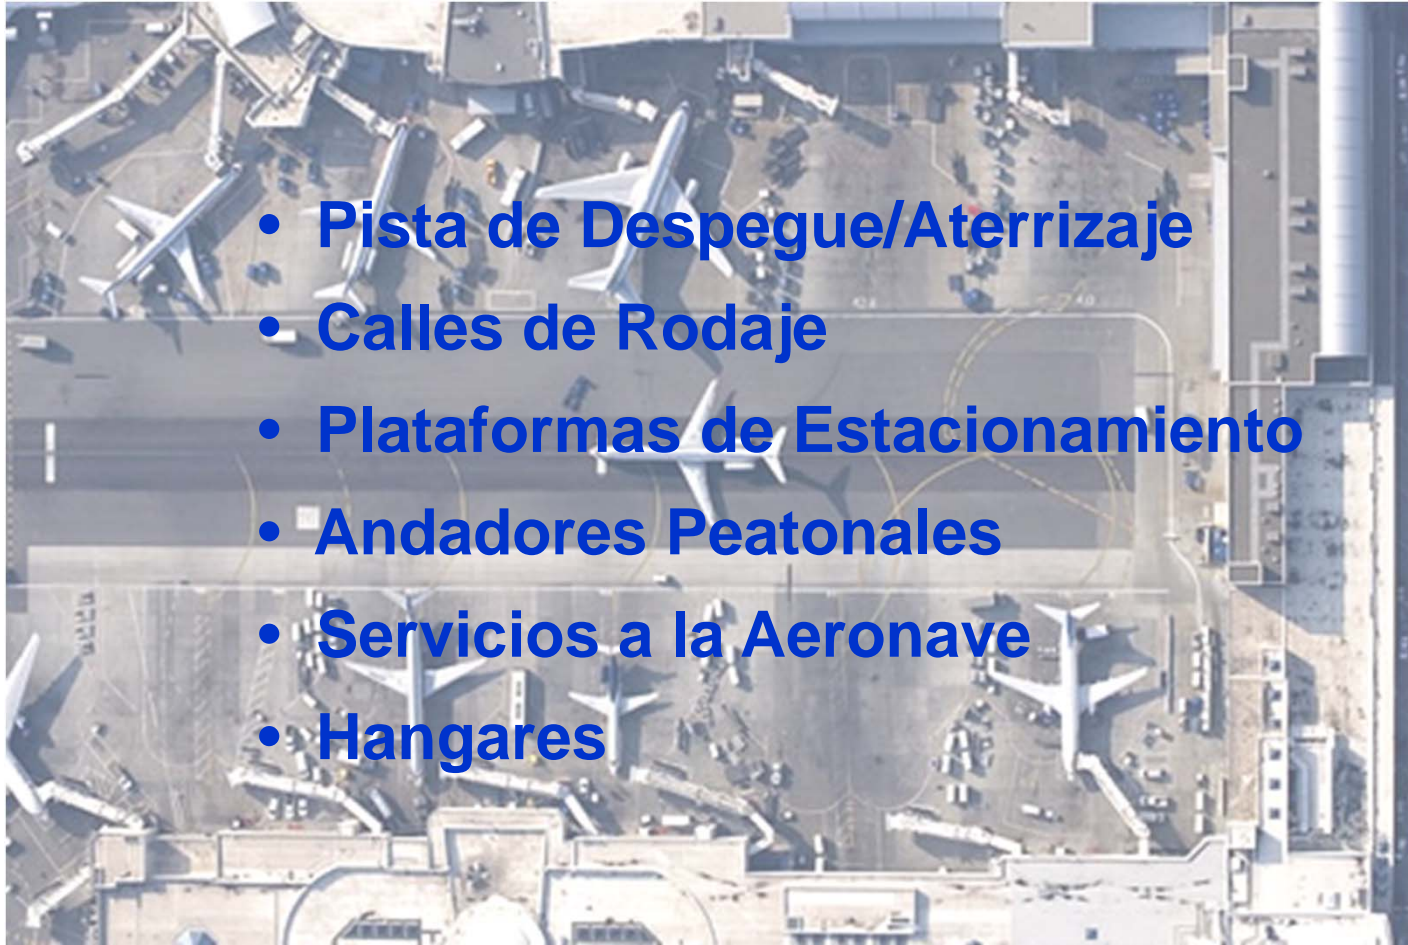 • Pista de Despegue/Aterrizaje
• Calles de Rodaje
• Plataformas de Estacionamiento
• Andadores Peatonales
• Servicios a la Aeronave
• Hangares